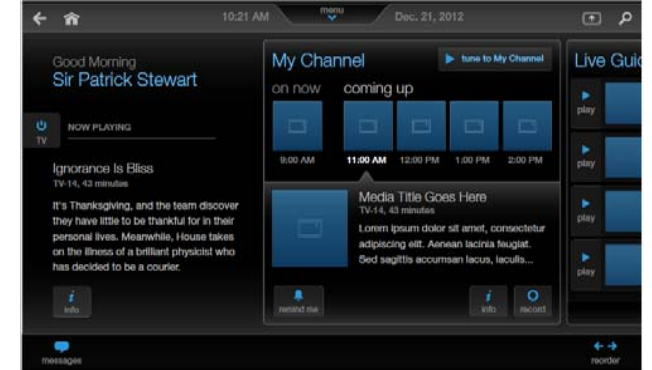 10:21 AM
menu
Dec. 21, 2012
Good Morning
Sir Patrick Stewart
TV
NOW PLAYING
Ignorance Is Bliss
TV-14, 43 minutes
It's Thanksgiving, and the team discover
they have little to be thankful for in their
personal lives. Meanwhile, House takes
on the illness of a brilliant physicist who
has decided to be a courier.
info
My Channel
tune to My Channel
on now
coming up
9:00 AM
11:00 AM
12:00 PM
1:00 PM
2:00 PM
Media Title Goes Here
TV-14, 43 minutes
Lorem ipsum dolor sit amet, consectetur
adipiscing elit. Aenean lacinia feugiat.
Sed sagittis accumsan lacus, iaculis...
remind me
info
record
Live Guid
play
play
play
play
messages
reorder